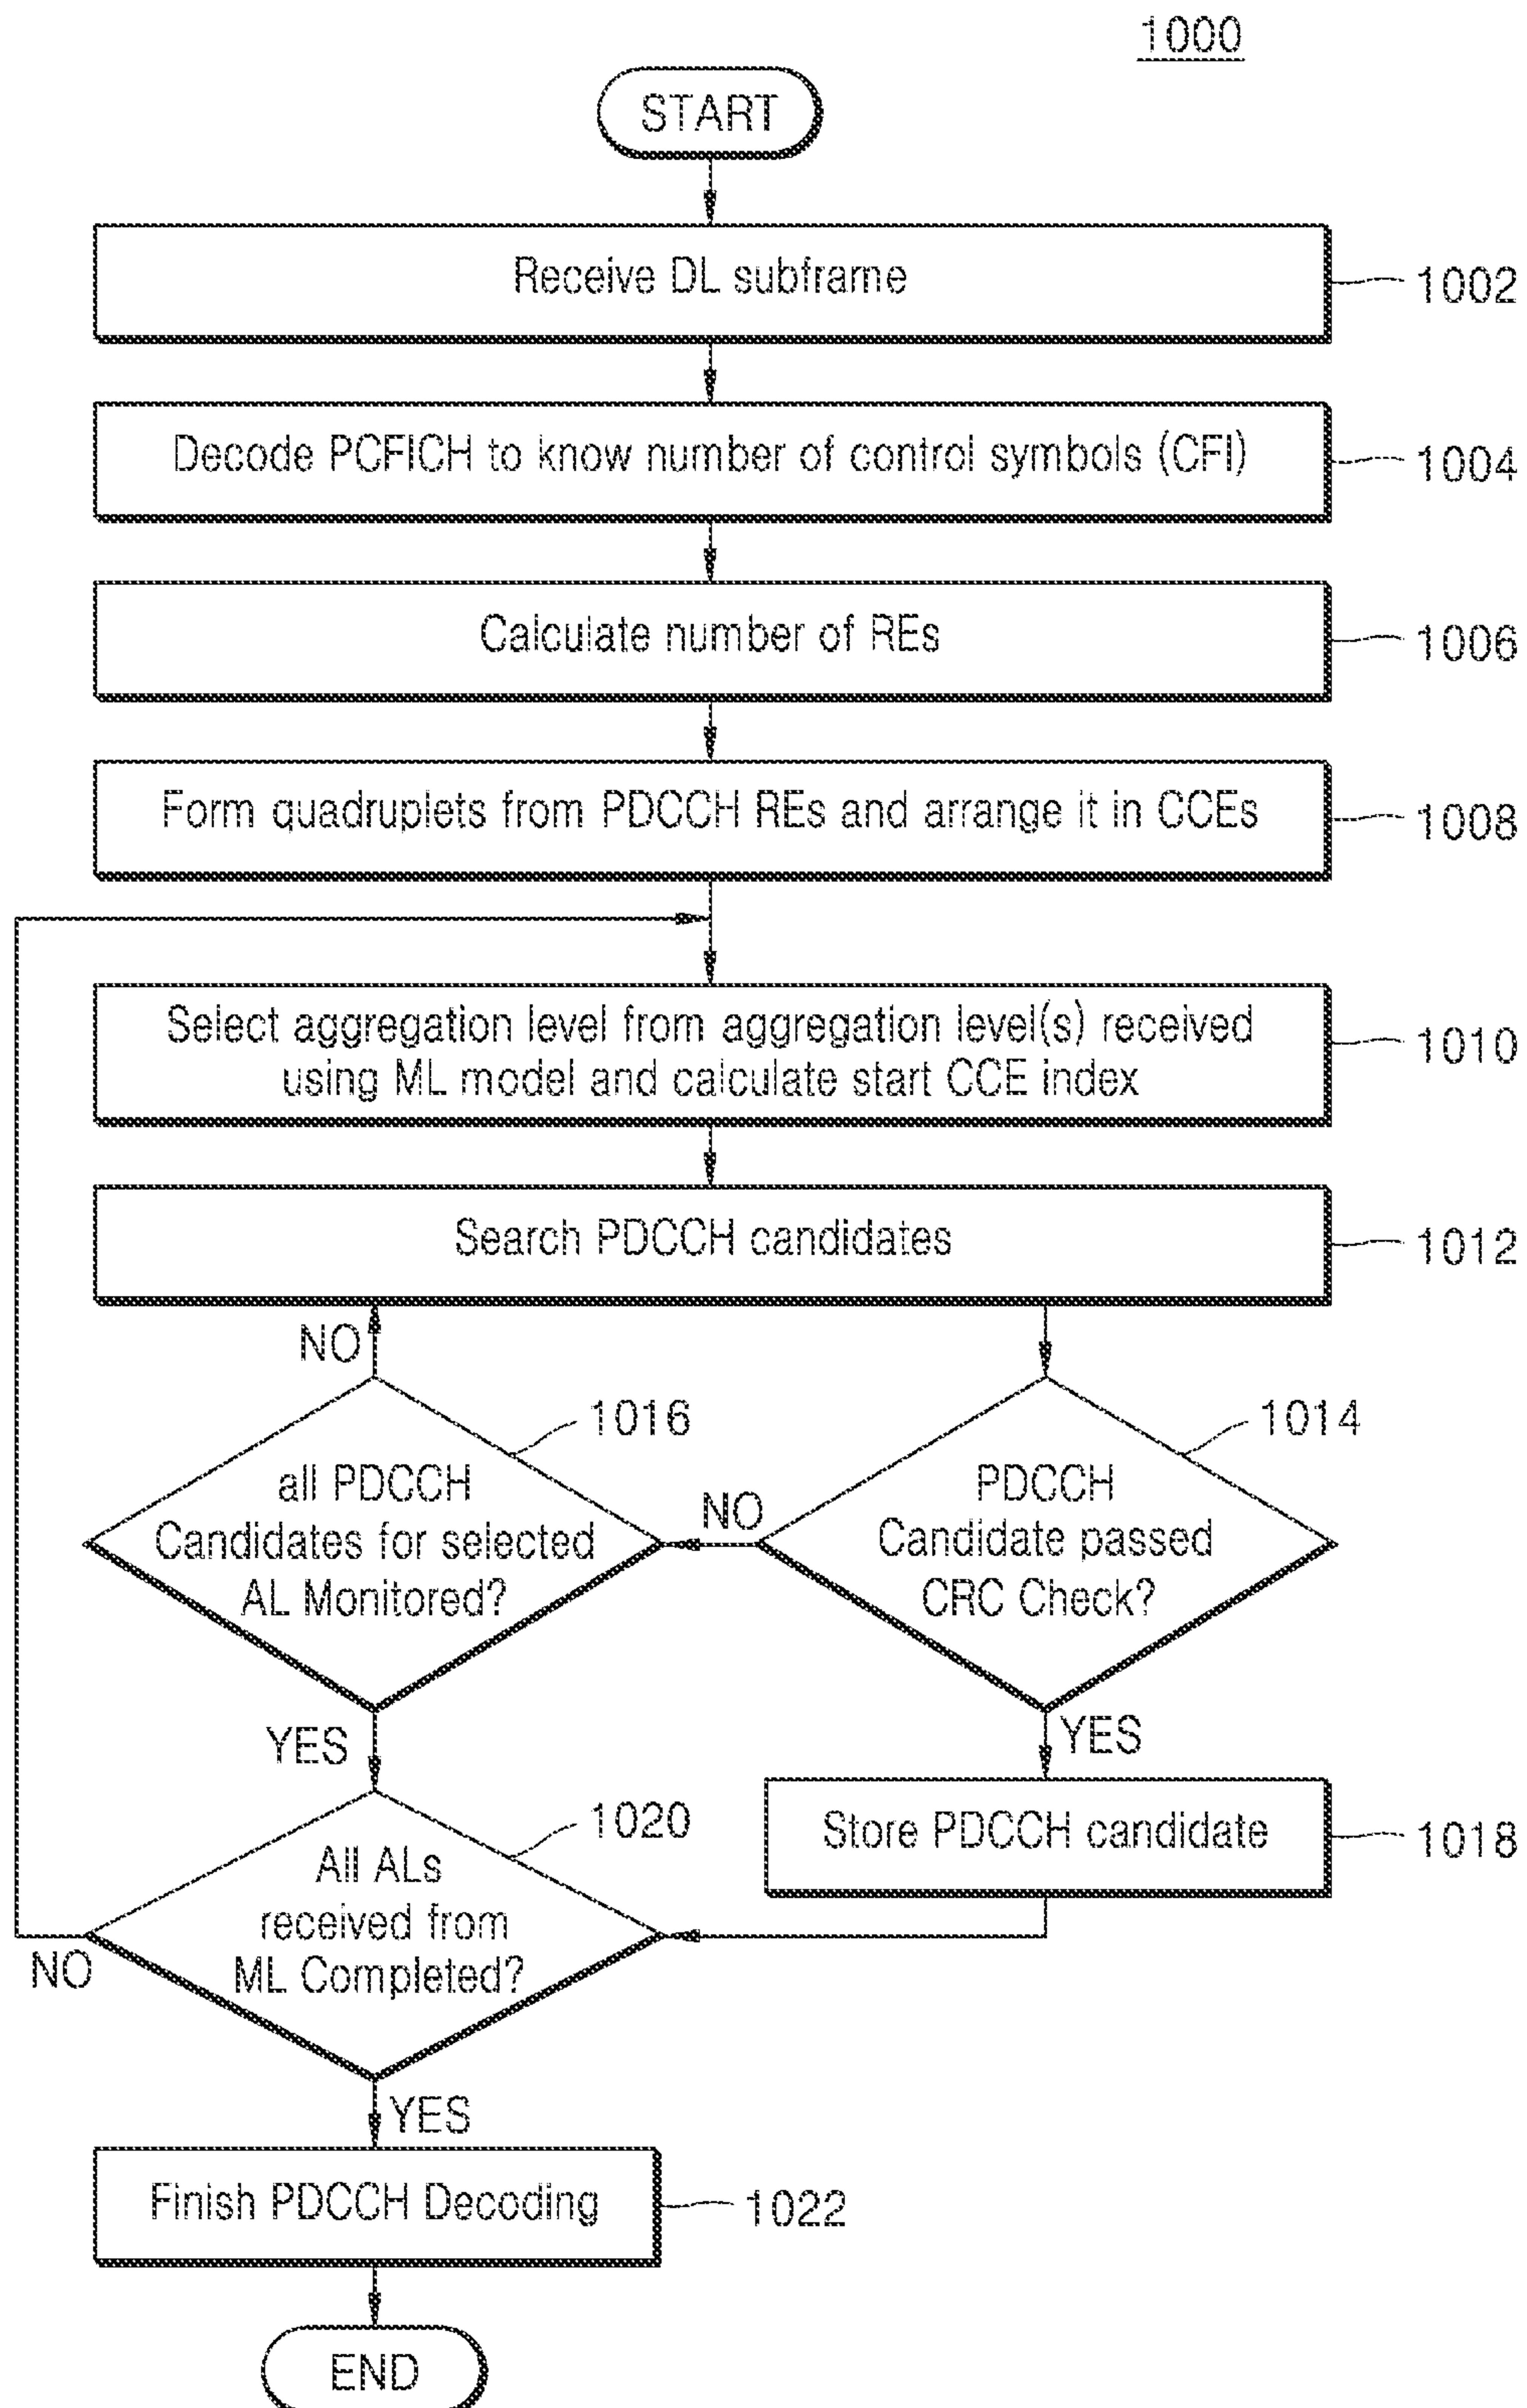 1000
START
Receive DL subframe
1002
Decode PCFICH to know number of control symbols (CFI)
1004
Calculate number of REs
1006
Form quadruplets from PDCCH REs and arrange it in CCEs
1008
Select aggregation level from aggregation level(s) received
using ML model and calculate start CCE index
1010
Search PDCCH candidates
1012
NO
1016
all PDCCH
Candidates for selected
AL Monitored?
NO
1014
PDCCH
Candidate passed
CRC Check?
YES
YES
Store PDCCH candidate
1018
1020
All ALs
received from
ML Completed?
NO
YES
Finish PDCCH Decoding
1022
END